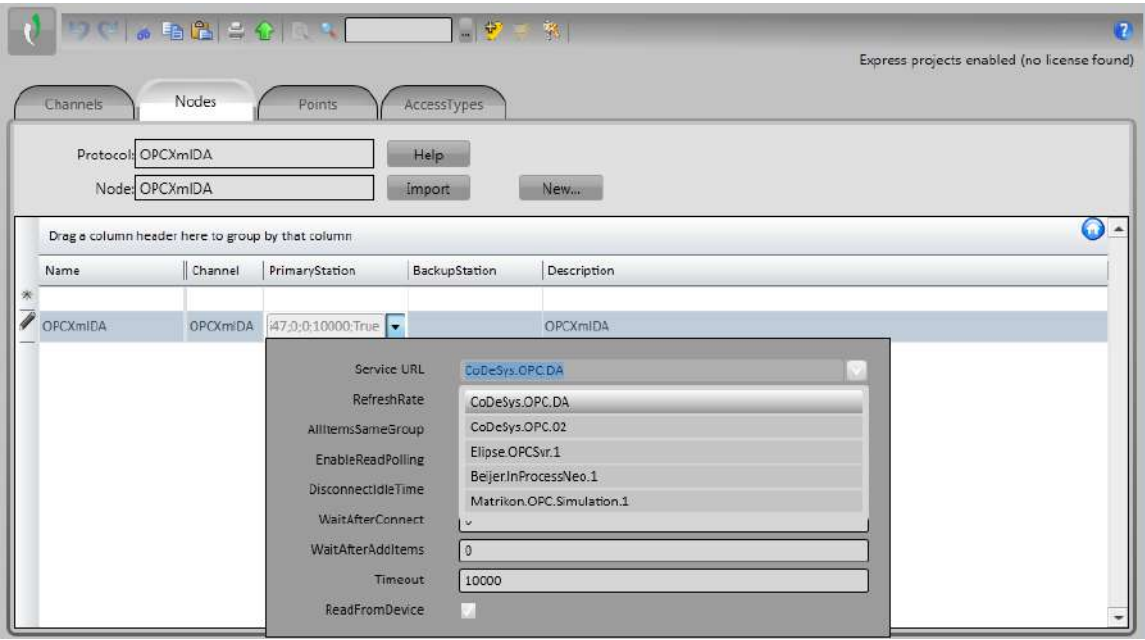 ...
Express projects enabled (no license found)
Channels Nodes Points AccessTypes
Protocol: OPCXmlDA Help
Node: OPCXmlDA Import New...
Drag a column header here to group by that column
Name Channel PrimaryStation BackupStation Description
OPCXmlDA OPCXmlDA i47;0;0;10000;True OPCXmlDA
Service URL CoDeSys.OPC.DA
RefreshRate CoDeSys.OPC.DA
AllItemsSameGroup CoDeSys.OPC.02
Elipse.OPCSvr.1
EnableReadPolling Beijer.InProcessNeo.1
DisconnectIdleTime Matrikon.OPC.Simulation.1
WaitAfterConnect
WaitAfterAddItems 0
Timeout 10000
ReadFromDevice